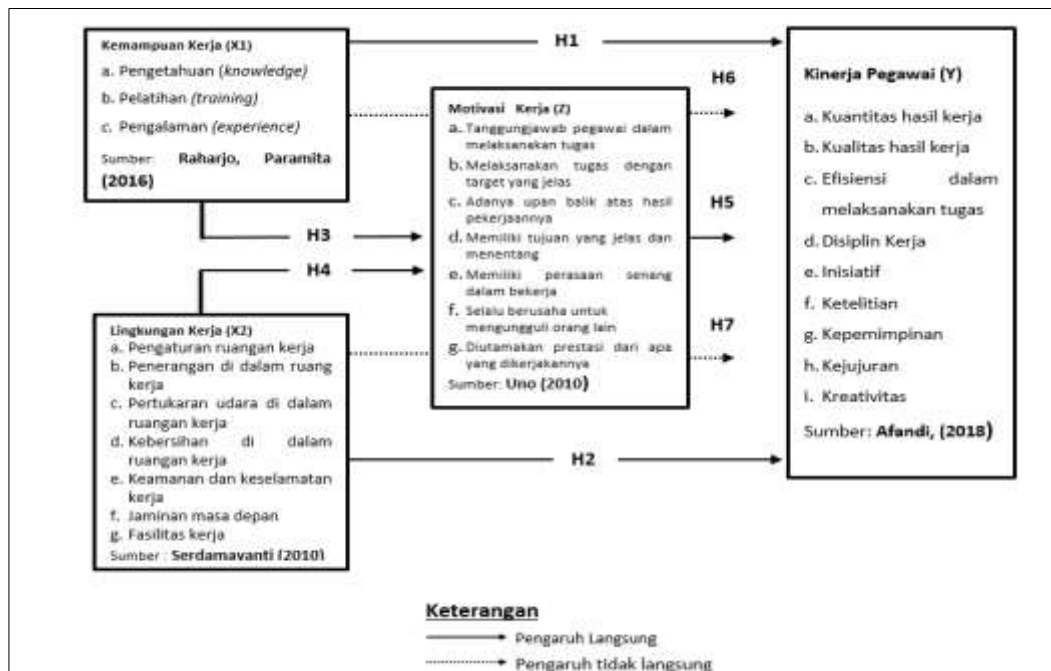 Kemampuan Kerja (X1)
a. Pengetahuan (knowledge)
b. Pelatihan (training)
c. Pengalaman (experience)
Sumber: Raharjo, Paramita
(2016)
H1
H6
Motivasi Kerja (Z)
a. Tanggungjawab pegawai dalam
melaksanakan tugas
b. Melaksanakan tugas dengan
target yang jelas
c. Adanya upan balik atas hasil
pekerjaannya
d. Memiliki tujuan yang jelas dan
menentang
e. Memiliki perasaan senang
dalam bekerja
f. Selalu berusaha untuk
mengungguli orang lain
g. Diutamakan prestasi dari apa
yang dikerjakannya
Sumber: Uno (2010)
H5
H7
H3
H4
Kinerja Pegawai (Y)
a. Kuantitas hasil kerja
b. Kualitas hasil kerja
c. Efisiensi dalam
melaksanakan tugas
d. Disiplin Kerja
e. Inisiatif
f. Ketelitian
g. Kepemimpinan
h. Kejujuran
i. Kreativitas
Sumber: Afandi, (2018)
Lingkungan Kerja (X2)
a. Pengaturan ruangan kerja
b. Penerangan di dalam ruang
kerja
c. Pertukaran udara di dalam
ruangan kerja
d. Kebersihan di dalam
ruangan kerja
e. Keamanan dan keselamatan
kerja
f. Jaminan masa depan
g. Fasilitas kerja
Sumber : Serdamavanti (2010)
H2
Keterangan
Pengaruh Langsung
Pengaruh tidak langsung